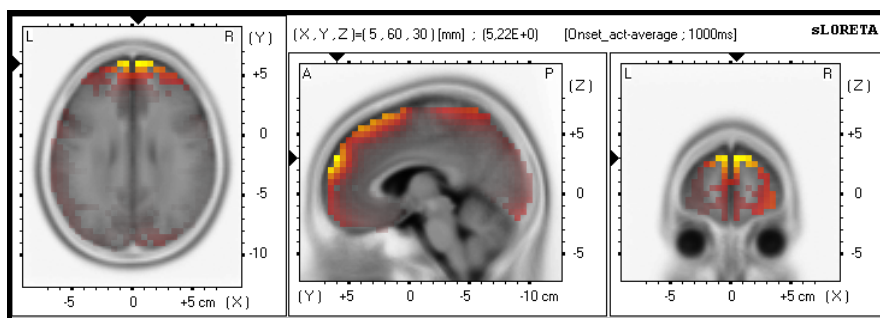 L R (Y)
+5
0
-5
-10
-5 0 +5 cm (X)
(X , Y , Z) = ( 5 , 60 , 30 ) [mm] ; (5,22E+0) [Onset_act-average ; 1000ms] sLORETA
A P (Z)
+5
0
-5
(Y) +5 0 -5 -10 cm
L R (Z)
+5
0
-5
-5 0 +5 cm (X)